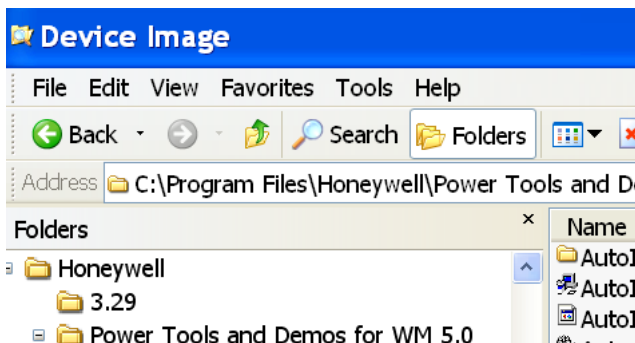 Device Image
File Edit View Favorites Tools Help
Back Search Folders
Address C:\Program Files\Honeywell\Power Tools and D
Folders × Name
Honeywell
3.29
Power Tools and Demos for WM 5.0